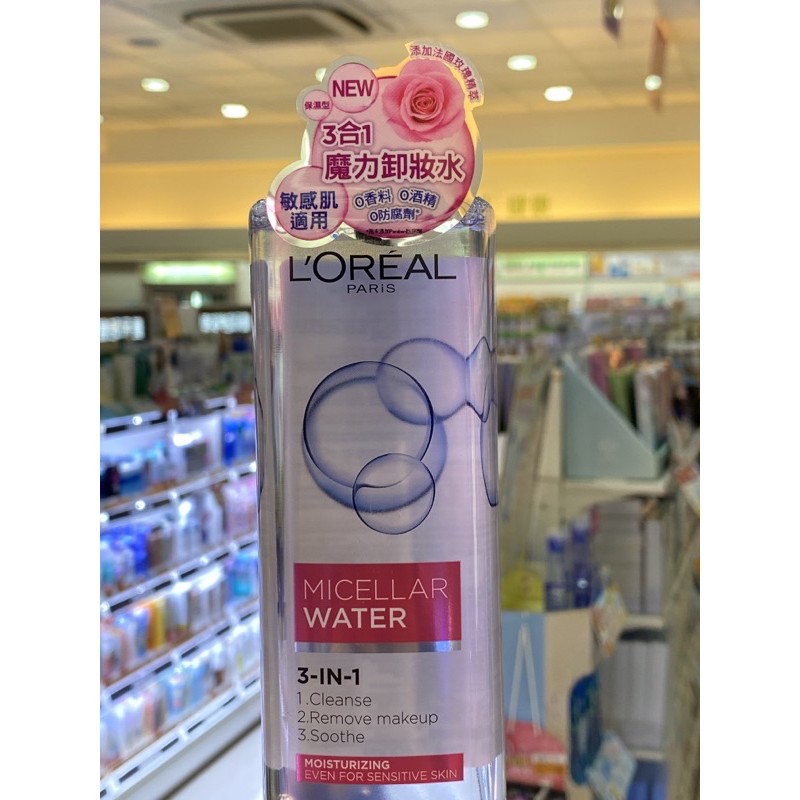 添加法國玫瑰精萃
NEW
保濕型
3合1
魔力卸妝水
敏感肌
適用
0香料 0酒精
0防腐劑*
L'ORÉAL
PARiS
MICELLAR
WATER
3-IN-1
1.Cleanse
2.Remove makeup
3.Soothe
MOISTURIZING
EVEN FOR SENSITIVE SKIN